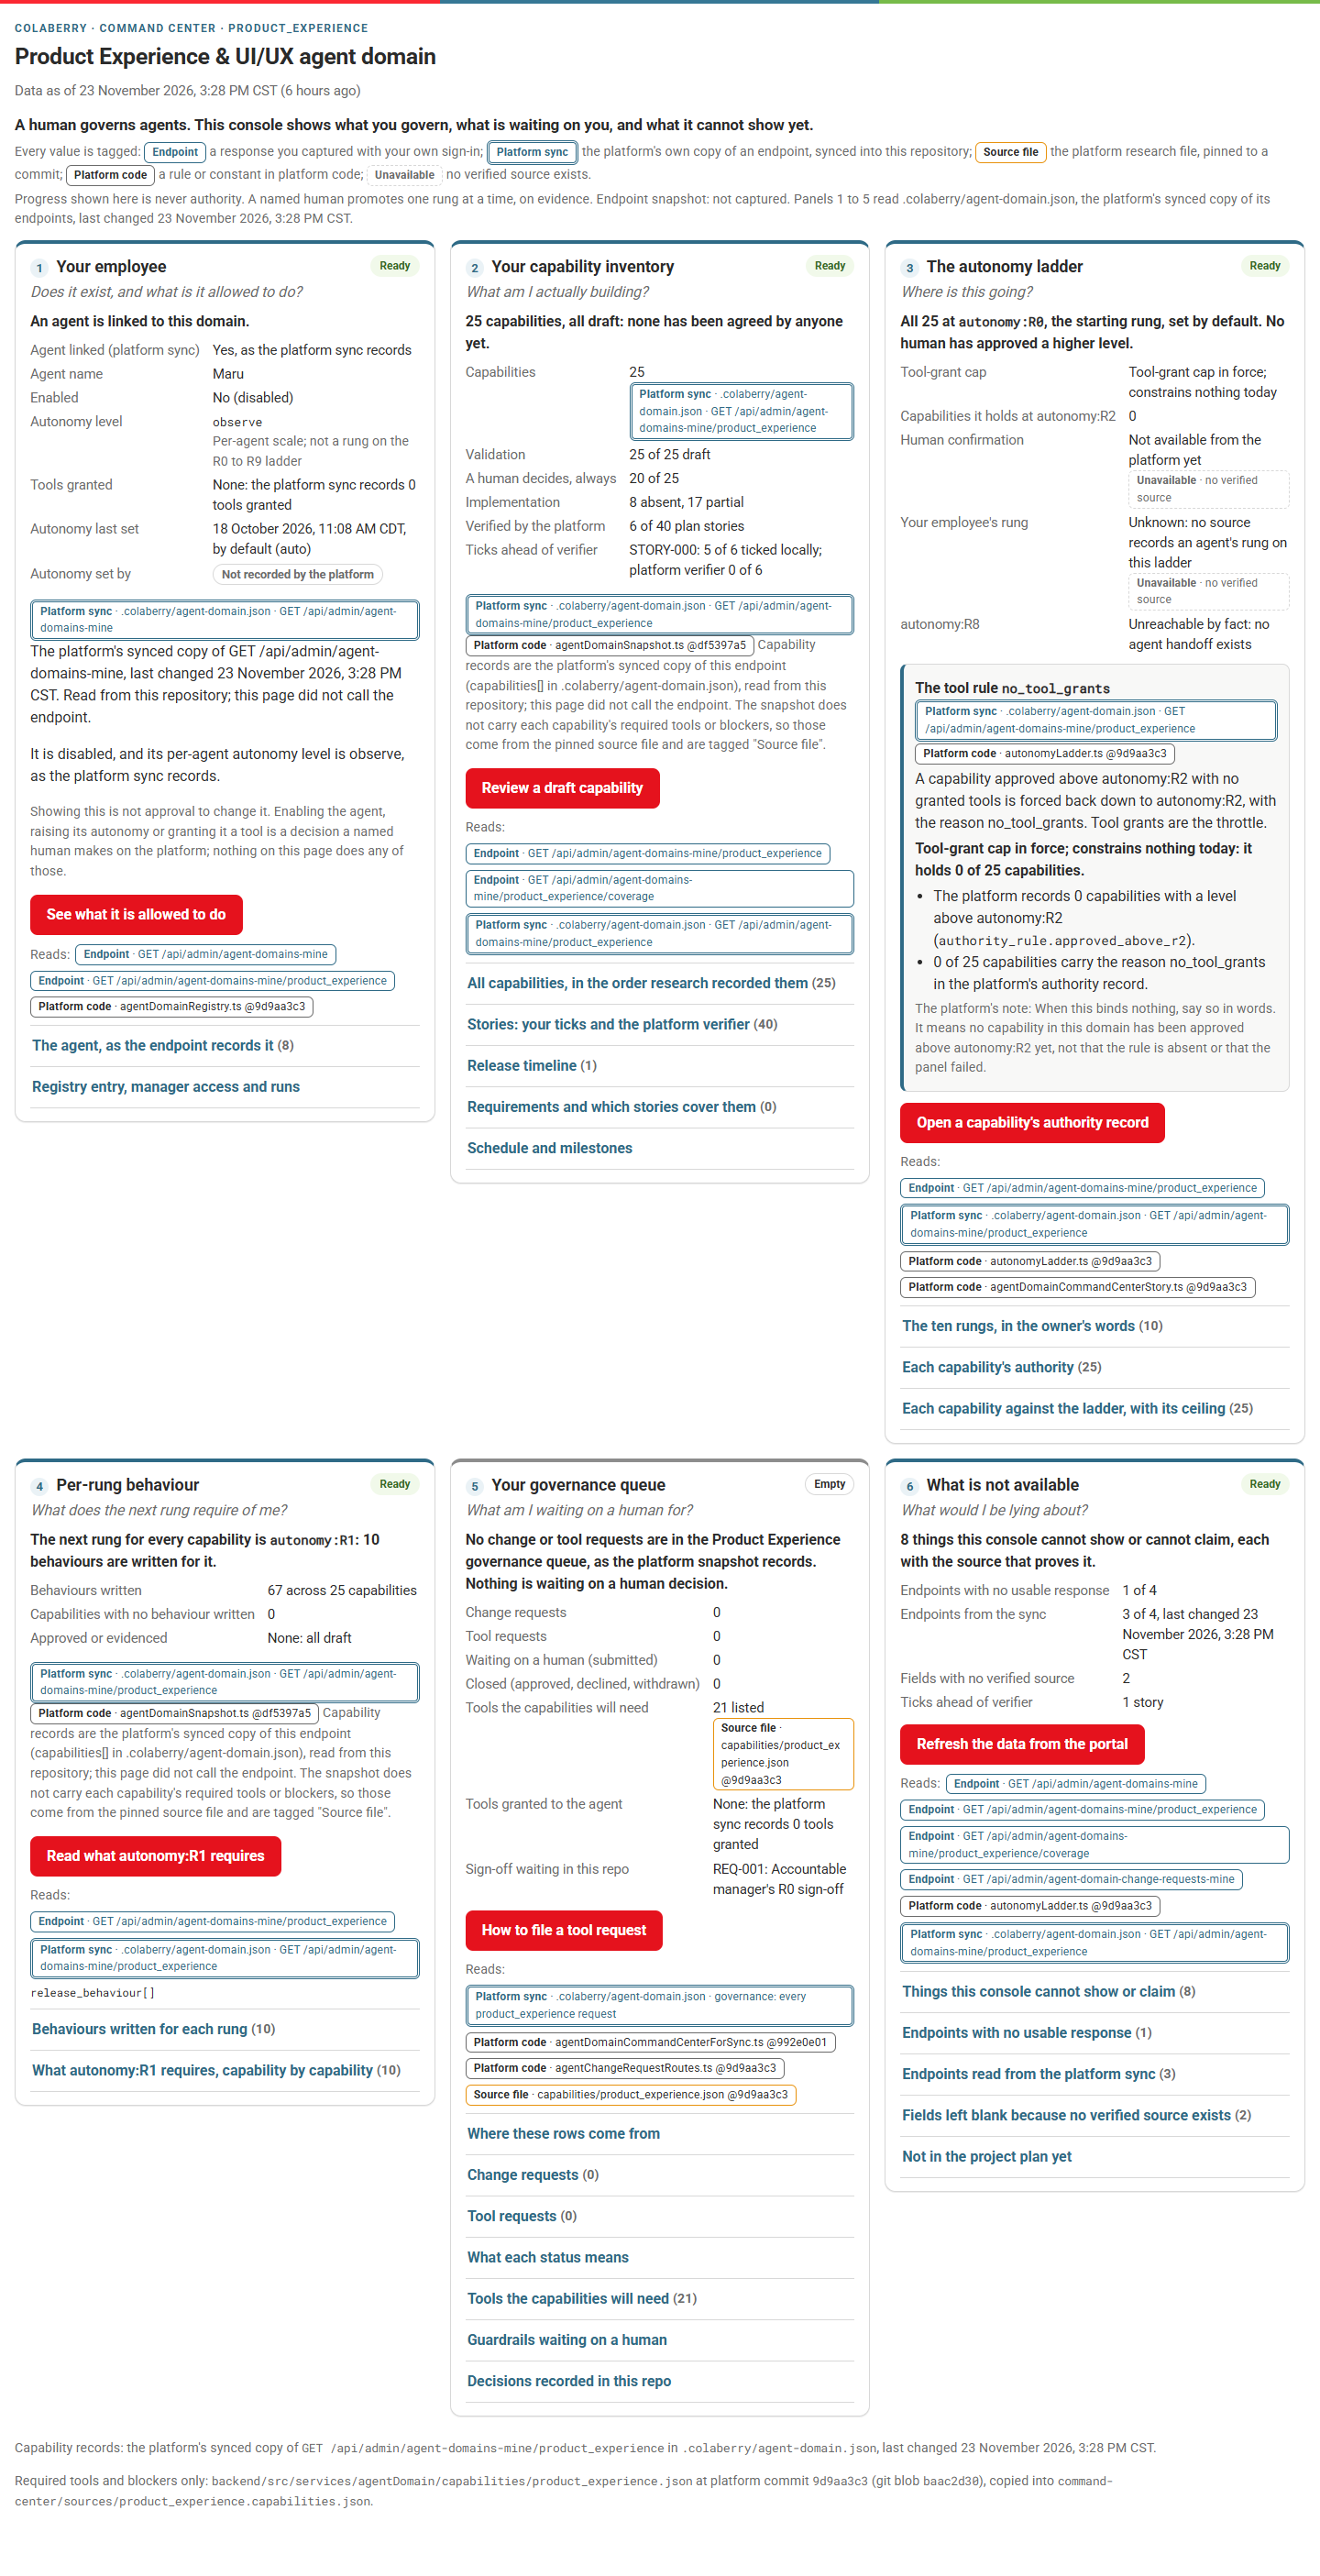 COLABERRY · COMMAND CENTER · PRODUCT_EXPERIENCE
Product Experience & UI/UX agent domain
Data as of 23 November 2026, 3:28 PM CST (6 hours ago)
A human governs agents. This console shows what you govern, what is waiting on you, and what it cannot show yet.
Every value is tagged: Endpoint a response you captured with your own sign-in; Platform sync the platform's own copy of an endpoint, synced into this repository; Source file the platform research file, pinned to a
commit; Platform code a rule or constant in platform code; Unavailable no verified source exists.
Progress shown here is never authority. A named human promotes one rung at a time, on evidence. Endpoint snapshot: not captured. Panels 1 to 5 read .colaberry/agent-domain.json, the platform's synced copy of its
endpoints, last changed 23 November 2026, 3:28 PM CST.
1 Your employee Ready
Does it exist, and what is it allowed to do?
An agent is linked to this domain.
Agent linked (platform sync) Yes, as the platform sync records
Agent name Maru
Enabled No (disabled)
Autonomy level observe
Per-agent scale; not a rung on the
R0 to R9 ladder
Tools granted None: the platform sync records 0
tools granted
Autonomy last set 18 October 2026, 11:08 AM CDT,
by default (auto)
Autonomy set by Not recorded by the platform
Platform sync · .colaberry/agent-domain.json · GET /api/admin/agent-
domains-mine
The platform's synced copy of GET /api/admin/agent-
domains-mine, last changed 23 November 2026, 3:28 PM
CST. Read from this repository; this page did not call the
endpoint.
It is disabled, and its per-agent autonomy level is observe,
as the platform sync records.
Showing this is not approval to change it. Enabling the agent,
raising its autonomy or granting it a tool is a decision a named
human makes on the platform; nothing on this page does any of
those.
See what it is allowed to do
Reads: Endpoint · GET /api/admin/agent-domains-mine
Endpoint · GET /api/admin/agent-domains-mine/product_experience
Platform code · agentDomainRegistry.ts @9d9aa3c3
The agent, as the endpoint records it (8)
Registry entry, manager access and runs
2 Your capability inventory Ready
What am I actually building?
25 capabilities, all draft: none has been agreed by anyone
yet.
Capabilities 25
Platform sync · .colaberry/agent-
domain.json · GET /api/admin/agent-
domains-mine/product_experience
Validation 25 of 25 draft
A human decides, always 20 of 25
Implementation 8 absent, 17 partial
Verified by the platform 6 of 40 plan stories
Ticks ahead of verifier STORY-000: 5 of 6 ticked locally;
platform verifier 0 of 6
Platform sync · .colaberry/agent-domain.json · GET /api/admin/agent-
domains-mine/product_experience
Platform code · agentDomainSnapshot.ts @df5397a5 Capability
records are the platform's synced copy of this endpoint
(capabilities[] in .colaberry/agent-domain.json), read from this
repository; this page did not call the endpoint. The snapshot does
not carry each capability's required tools or blockers, so those
come from the pinned source file and are tagged "Source file".
Review a draft capability
Reads:
Endpoint · GET /api/admin/agent-domains-mine/product_experience
Endpoint · GET /api/admin/agent-domains-
mine/product_experience/coverage
Platform sync · .colaberry/agent-domain.json · GET /api/admin/agent-
domains-mine/product_experience
All capabilities, in the order research recorded them (25)
Stories: your ticks and the platform verifier (40)
Release timeline (1)
Requirements and which stories cover them (0)
Schedule and milestones
3 The autonomy ladder Ready
Where is this going?
All 25 at autonomy:R0, the starting rung, set by default. No
human has approved a higher level.
Tool-grant cap Tool-grant cap in force;
constrains nothing today
Capabilities it holds at autonomy:R2 0
Human confirmation Not available from the
platform yet
Unavailable · no verified
source
Your employee's rung Unknown: no source
records an agent's rung on
this ladder
Unavailable · no verified
source
autonomy:R8 Unreachable by fact: no
agent handoff exists
The tool rule no_tool_grants
Platform sync · .colaberry/agent-domain.json · GET
/api/admin/agent-domains-mine/product_experience
Platform code · autonomyLadder.ts @9d9aa3c3
A capability approved above autonomy:R2 with no
granted tools is forced back down to autonomy:R2, with
the reason no_tool_grants. Tool grants are the throttle.
Tool-grant cap in force; constrains nothing today: it
holds 0 of 25 capabilities.
• The platform records 0 capabilities with a level
above autonomy:R2
(authority_rule.approved_above_r2).
• 0 of 25 capabilities carry the reason no_tool_grants
in the platform's authority record.
The platform's note: When this binds nothing, say so in words.
It means no capability in this domain has been approved
above autonomy:R2 yet, not that the rule is absent or that the
panel failed.
Open a capability's authority record
Reads:
Endpoint · GET /api/admin/agent-domains-mine/product_experience
Platform sync · .colaberry/agent-domain.json · GET /api/admin/agent-
domains-mine/product_experience
Platform code · autonomyLadder.ts @9d9aa3c3
Platform code · agentDomainCommandCenterStory.ts @9d9aa3c3
The ten rungs, in the owner's words (10)
Each capability's authority (25)
Each capability against the ladder, with its ceiling (25)
4 Per-rung behaviour Ready
What does the next rung require of me?
The next rung for every capability is autonomy:R1: 10
behaviours are written for it.
Behaviours written 67 across 25 capabilities
Capabilities with no behaviour written 0
Approved or evidenced None: all draft
Platform sync · .colaberry/agent-domain.json · GET /api/admin/agent-
domains-mine/product_experience
Platform code · agentDomainSnapshot.ts @df5397a5 Capability
records are the platform's synced copy of this endpoint
(capabilities[] in .colaberry/agent-domain.json), read from this
repository; this page did not call the endpoint. The snapshot does
not carry each capability's required tools or blockers, so those
come from the pinned source file and are tagged "Source file".
Read what autonomy:R1 requires
Reads:
Endpoint · GET /api/admin/agent-domains-mine/product_experience
Platform sync · .colaberry/agent-domain.json · GET /api/admin/agent-
domains-mine/product_experience
release_behaviour[]
Behaviours written for each rung (10)
What autonomy:R1 requires, capability by capability (10)
5 Your governance queue Empty
What am I waiting on a human for?
No change or tool requests are in the Product Experience
governance queue, as the platform snapshot records.
Nothing is waiting on a human decision.
Change requests 0
Tool requests 0
Waiting on a human (submitted) 0
Closed (approved, declined, withdrawn) 0
Tools the capabilities will need 21 listed
Source file ·
capabilities/product_ex
perience.json
@9d9aa3c3
Tools granted to the agent None: the platform
sync records 0 tools
granted
Sign-off waiting in this repo REQ-001: Accountable
manager's R0 sign-off
How to file a tool request
Reads:
Platform sync · .colaberry/agent-domain.json · governance: every
product_experience request
Platform code · agentDomainCommandCenterForSync.ts @992e0e01
Platform code · agentChangeRequestRoutes.ts @9d9aa3c3
Source file · capabilities/product_experience.json @9d9aa3c3
Where these rows come from
Change requests (0)
Tool requests (0)
What each status means
Tools the capabilities will need (21)
Guardrails waiting on a human
Decisions recorded in this repo
6 What is not available Ready
What would I be lying about?
8 things this console cannot show or cannot claim, each
with the source that proves it.
Endpoints with no usable response 1 of 4
Endpoints from the sync 3 of 4, last changed 23
November 2026, 3:28 PM
CST
Fields with no verified source 2
Ticks ahead of verifier 1 story
Refresh the data from the portal
Reads: Endpoint · GET /api/admin/agent-domains-mine
Endpoint · GET /api/admin/agent-domains-mine/product_experience
Endpoint · GET /api/admin/agent-domains-
mine/product_experience/coverage
Endpoint · GET /api/admin/agent-domain-change-requests-mine
Platform code · autonomyLadder.ts @9d9aa3c3
Platform sync · .colaberry/agent-domain.json · GET /api/admin/agent-
domains-mine/product_experience
Things this console cannot show or claim (8)
Endpoints with no usable response (1)
Endpoints read from the platform sync (3)
Fields left blank because no verified source exists (2)
Not in the project plan yet
Capability records: the platform's synced copy of GET /api/admin/agent-domains-mine/product_experience in .colaberry/agent-domain.json, last changed 23 November 2026, 3:28 PM CST.
Required tools and blockers only: backend/src/services/agentDomain/capabilities/product_experience.json at platform commit 9d9aa3c3 (git blob baac2d30), copied into command-
center/sources/product_experience.capabilities.json.